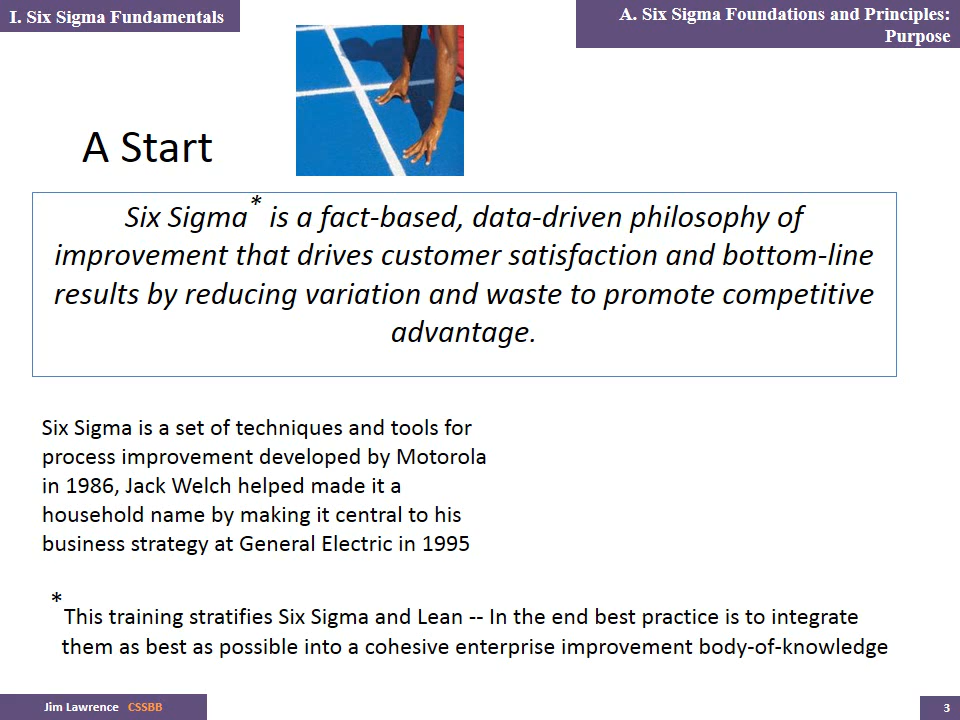 I. Six Sigma Fundamentals
A. Six Sigma Foundations and Principles:
Purpose
A Start
Six Sigma* is a fact-based, data-driven philosophy of
improvement that drives customer satisfaction and bottom-line
results by reducing variation and waste to promote competitive
advantage.
Six Sigma is a set of techniques and tools for
process improvement developed by Motorola
in 1986, Jack Welch helped made it a
household name by making it central to his
business strategy at General Electric in 1995
*This training stratifies Six Sigma and Lean -- In the end best practice is to integrate
them as best as possible into a cohesive enterprise improvement body-of-knowledge
Jim Lawrence CSSBB
3